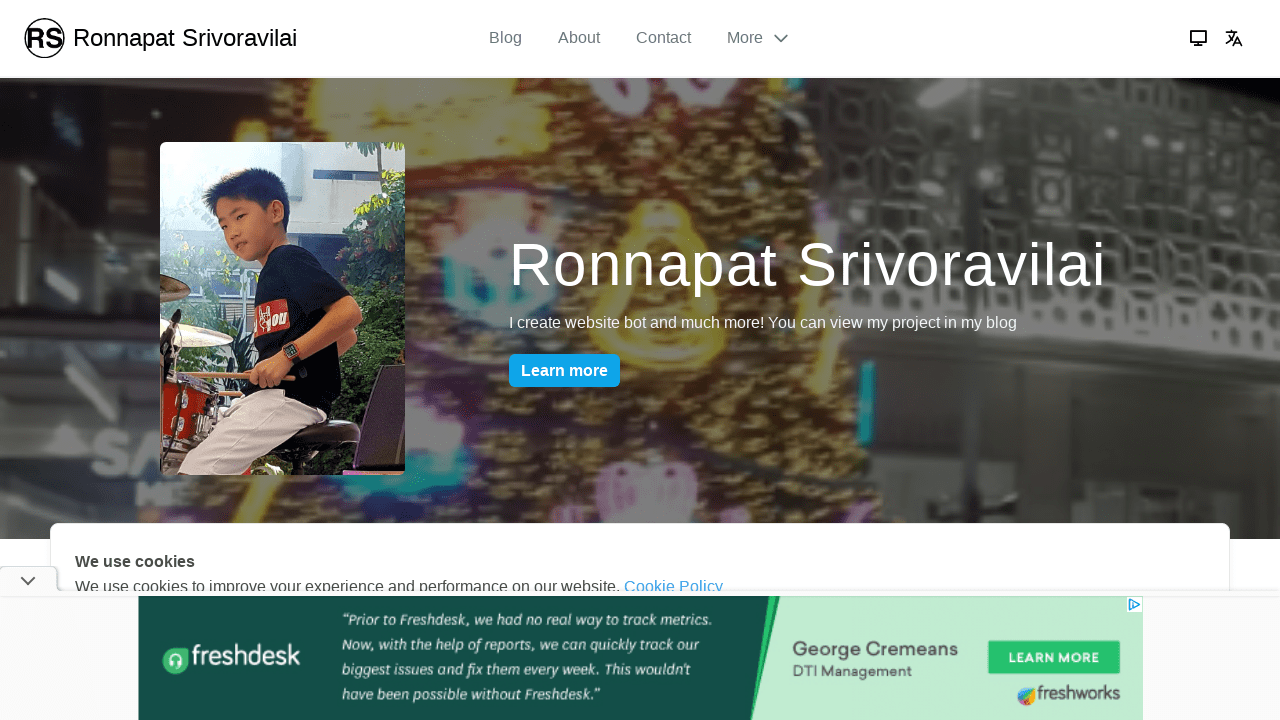 RS Ronnapat Srivoravilai
Blog
About
Contact
More
Ronnapat Srivoravilai
I create website bot and much more! You can view my project in my blog
Learn more
We use cookies
We use cookies to improve your experience and performance on our website. Cookie Policy
freshdesk
“Prior to Freshdesk, we had no real way to track metrics.
Now, with the help of reports, we can quickly track our
biggest issues and fix them every week. This wouldn't
have been possible without Freshdesk.”
George Cremeans
DTI Management
LEARN MORE
freshworks